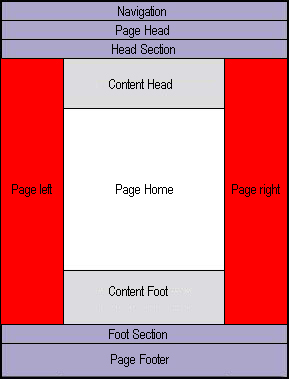 Navigation
Page Head
Head Section
Content Head
Page left
Page Home
Page right
Content Foot
Foot Section
Page Footer